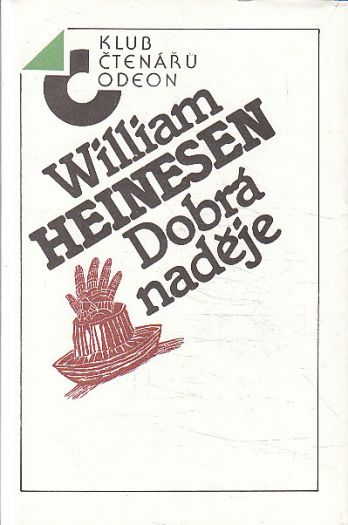 KLUB
ČTENÁŘŮ
ODEON
William
HEINESEN
Dobrá
naděje